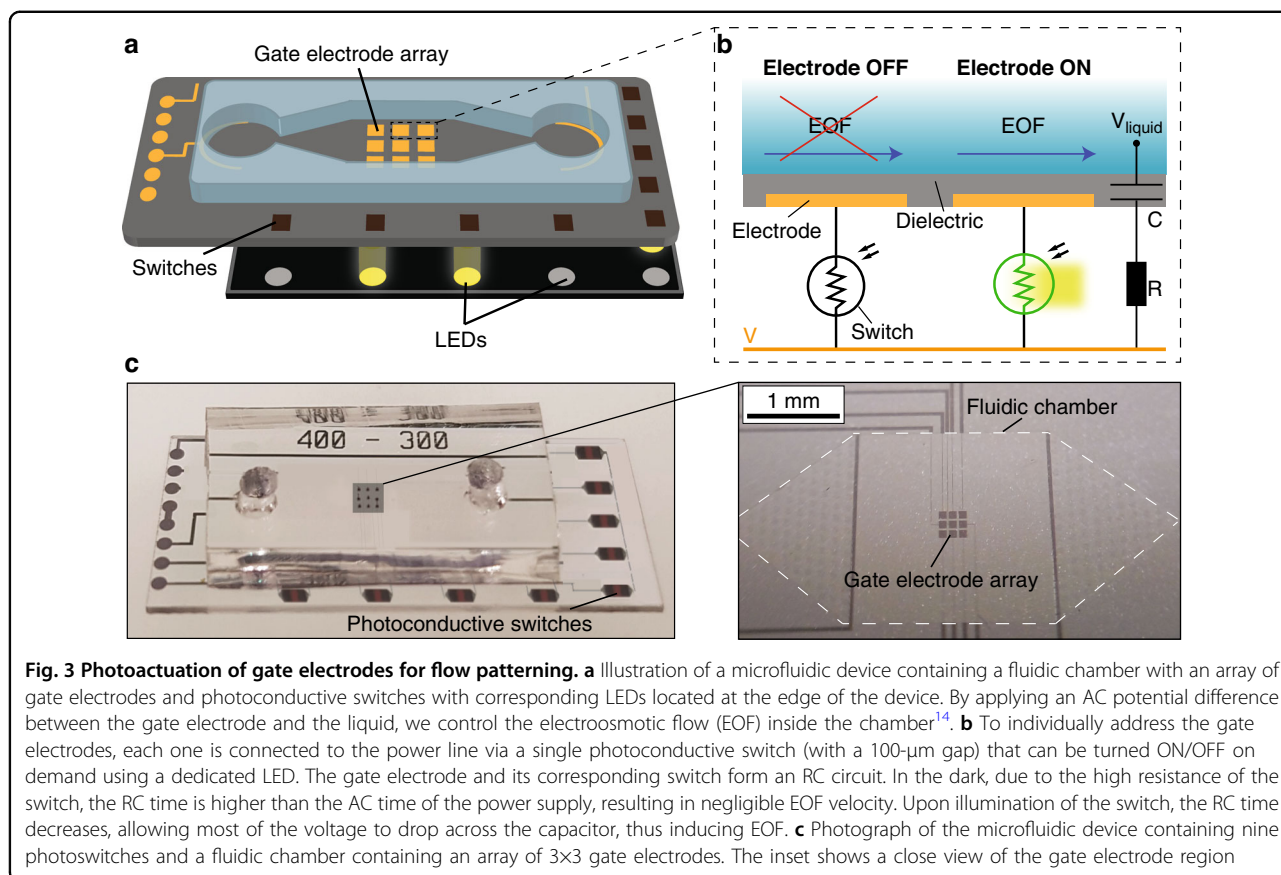 a
Gate electrode array
Switches
LEDs
b
Electrode OFF
Electrode ON
EOF
EOF
V liquid
Electrode
Dielectric
C
Switch
R
V
c
400 - 300
Photoconductive switches
1 mm
Fluidic chamber
Gate electrode array
Fig. 3 Photoactuation of gate electrodes for flow patterning. a Illustration of a microfluidic device containing a fluidic chamber with an array of
gate electrodes and photoconductive switches with corresponding LEDs located at the edge of the device. By applying an AC potential difference
between the gate electrode and the liquid, we control the electroosmotic flow (EOF) inside the chamber14. b To individually address the gate
electrodes, each one is connected to the power line via a single photoconductive switch (with a 100-μm gap) that can be turned ON/OFF on
demand using a dedicated LED. The gate electrode and its corresponding switch form an RC circuit. In the dark, due to the high resistance of the
switch, the RC time is higher than the AC time of the power supply, resulting in negligible EOF velocity. Upon illumination of the switch, the RC time
decreases, allowing most of the voltage to drop across the capacitor, thus inducing EOF. c Photograph of the microfluidic device containing nine
photoswitches and a fluidic chamber containing an array of 3×3 gate electrodes. The inset shows a close view of the gate electrode region